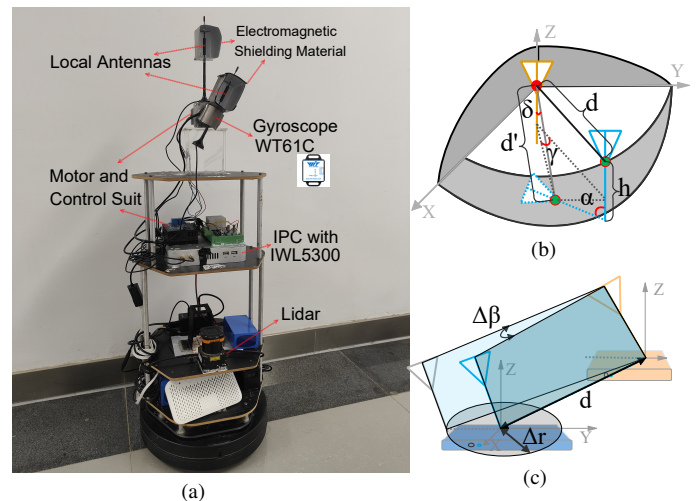 Electromagnetic
Shielding Material
Local Antennas
Gyroscope
WT61C
Motor and
Control Suit
IPC with
IWL5300
Lidar
(a)
Z
Y
X
δ
d
d'
γ
h
α
(b)
Z
Δβ
Z
d
Y
X
Δr
(c)